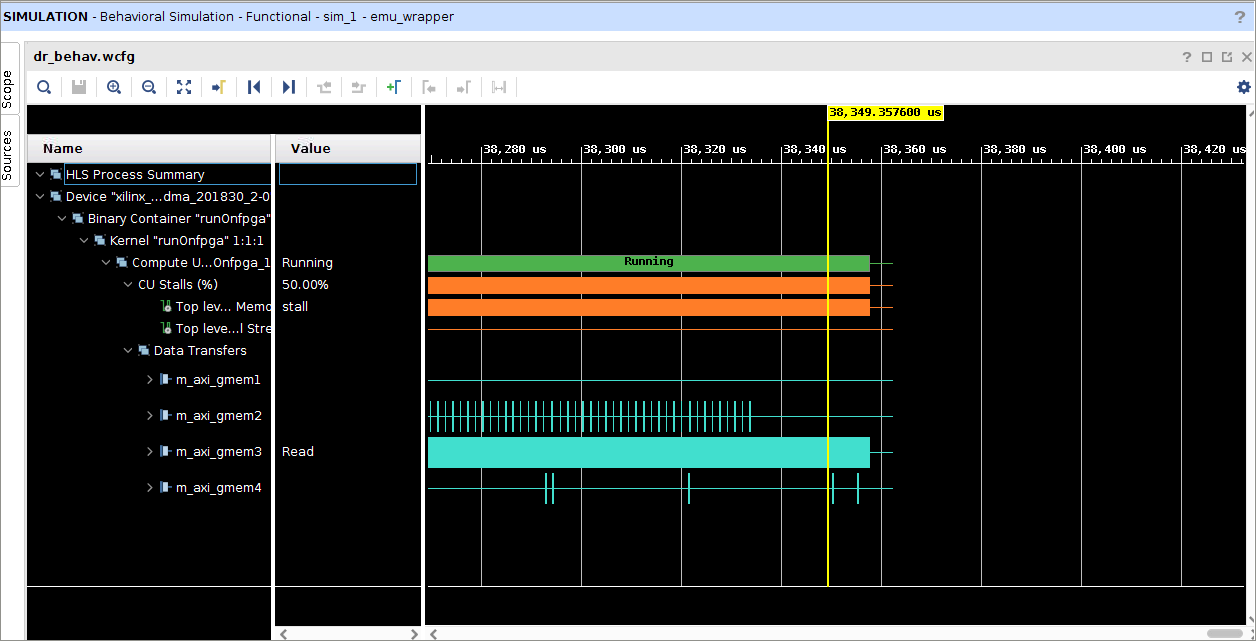 SIMULATION - Behavioral Simulation - Functional - sim_1 - emu_wrapper ?
Scope
Sources
dr_behav.wcfg ?
38,349.357600 us
Name Value
38,280 us 38,300 us 38,320 us 38,340 us 38,360 us 38,380 us 38,400 us 38,420 us
HLS Process Summary
Device "xilinx_...dma_201830_2-0
Binary Container "runOnfpga"
Kernel "runOnfpga" 1:1:1
Compute U...Onfpga_1 Running Running
CU Stalls (%) 50.00%
Top lev... Memo stall
Top leve...l Stre
Data Transfers
m_axi_gmem1
m_axi_gmem2
m_axi_gmem3 Read
m_axi_gmem4